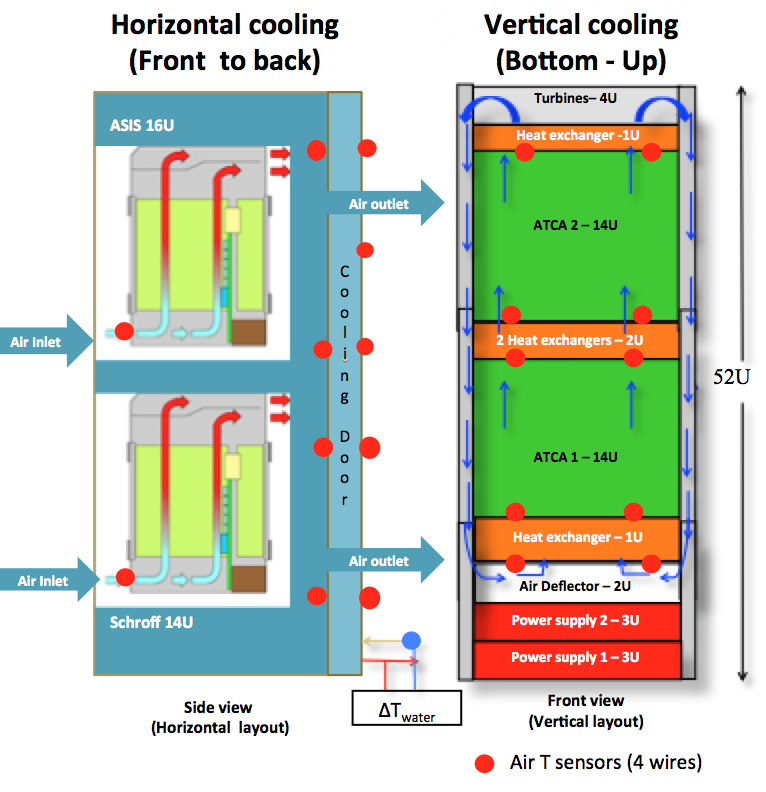 Horizontal cooling
(Front to back)
Vertical cooling
(Bottom - Up)
ASIS 16U
Air Inlet
Air outlet
Cooling Door
Air Inlet
Air outlet
Schroff 14U
ΔTwater
Side view
(Horizontal layout)
Turbines– 4U
Heat exchanger -1U
ATCA 2 – 14U
2 Heat exchangers – 2U
52U
ATCA 1 – 14U
Heat exchanger – 1U
Air Deflector – 2U
Power supply 2 – 3U
Power supply 1 – 3U
Front view
(Vertical layout)
Air T sensors (4 wires)